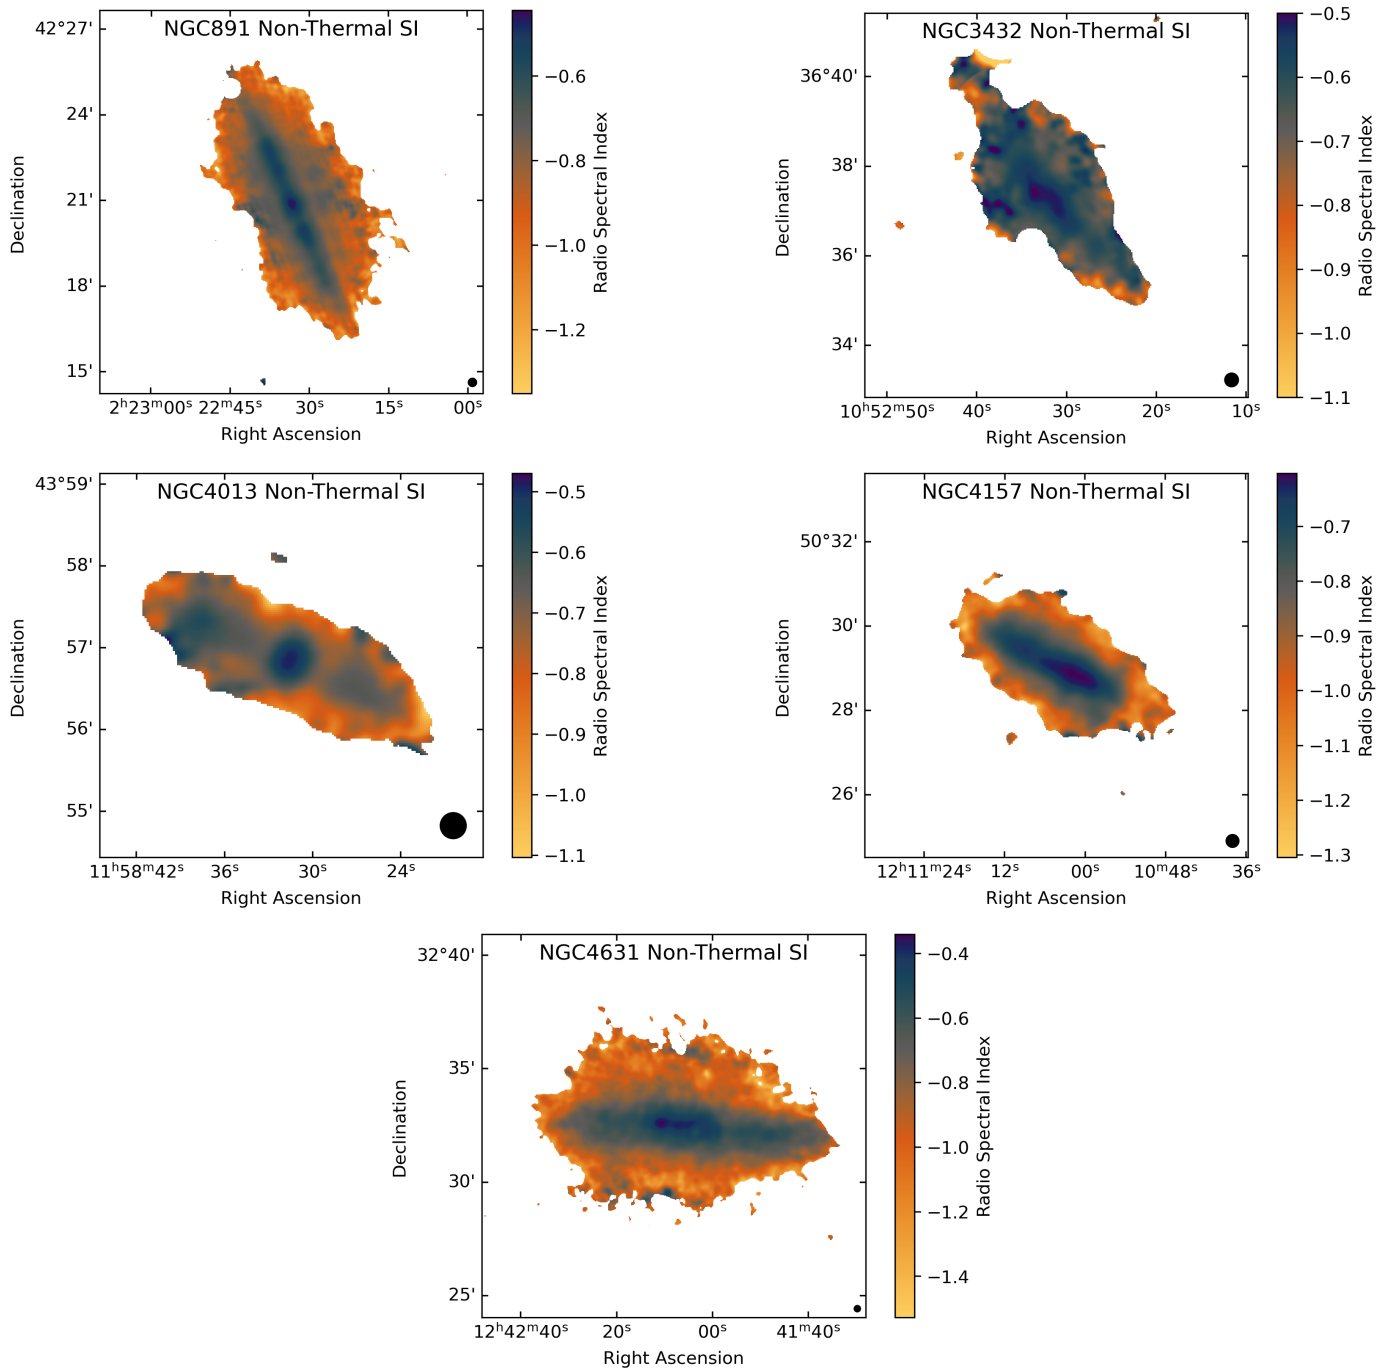 NGC891 Non-Thermal SI
42°27'
24'
21'
18'
15'
Declination
2ʰ23ᵐ00ˢ 22ᵐ45ˢ 30ˢ 15ˢ 00ˢ
Right Ascension
−0.6
−0.8
−1.0
−1.2
Radio Spectral Index
NGC3432 Non-Thermal SI
36°40'
38'
36'
34'
Declination
10ʰ52ᵐ50ˢ 40ˢ 30ˢ 20ˢ 10ˢ
Right Ascension
−0.5
−0.6
−0.7
−0.8
−0.9
−1.0
−1.1
Radio Spectral Index
NGC4013 Non-Thermal SI
43°59'
58'
57'
56'
55'
Declination
11ʰ58ᵐ42ˢ 36ˢ 30ˢ 24ˢ
Right Ascension
−0.5
−0.6
−0.7
−0.8
−0.9
−1.0
−1.1
Radio Spectral Index
NGC4157 Non-Thermal SI
50°32'
30'
28'
26'
Declination
12ʰ11ᵐ24ˢ 12ˢ 00ˢ 10ᵐ48ˢ 36ˢ
Right Ascension
−0.7
−0.8
−0.9
−1.0
−1.1
−1.2
−1.3
Radio Spectral Index
NGC4631 Non-Thermal SI
32°40'
35'
30'
25'
Declination
12ʰ42ᵐ40ˢ 20ˢ 00ˢ 41ᵐ40ˢ
Right Ascension
−0.4
−0.6
−0.8
−1.0
−1.2
−1.4
Radio Spectral Index